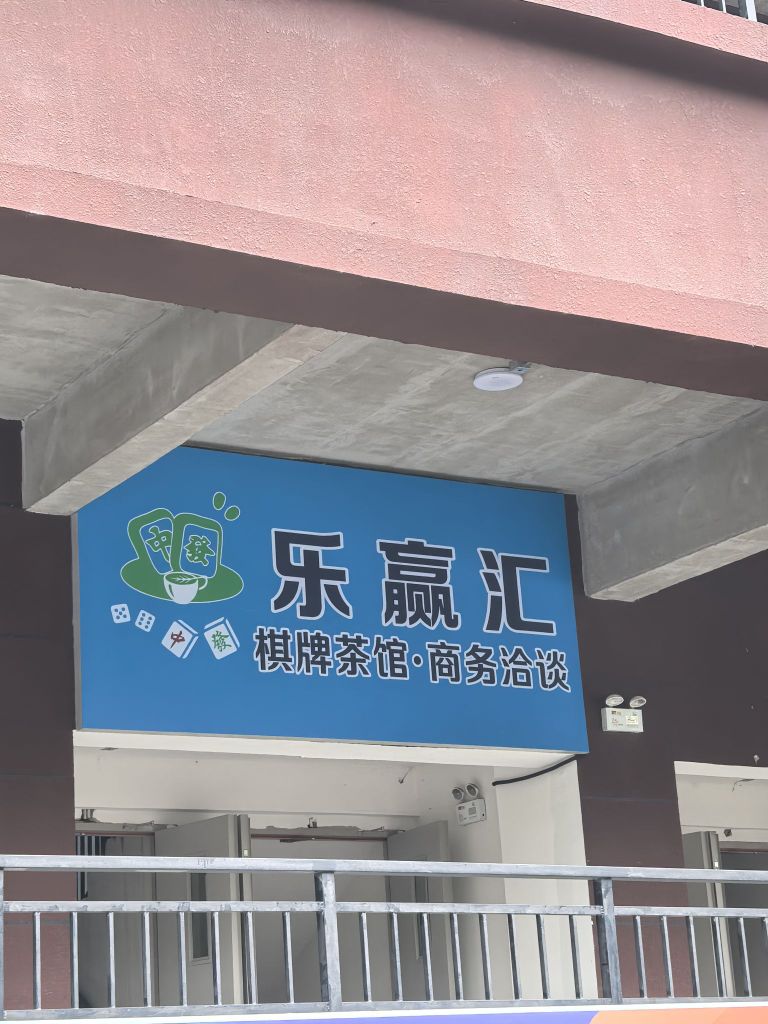 中發
乐赢汇
中 發
棋牌茶馆·商务洽谈